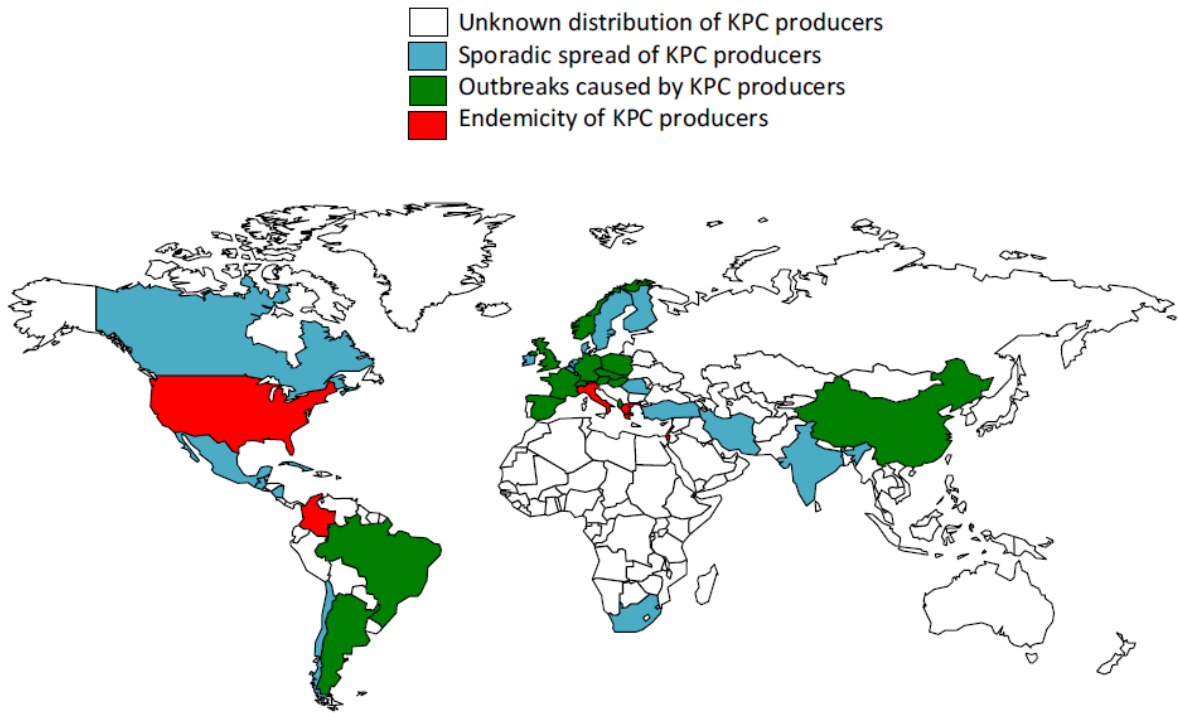 Unknown distribution of KPC producers
Sporadic spread of KPC producers
Outbreaks caused by KPC producers
Endemicity of KPC producers